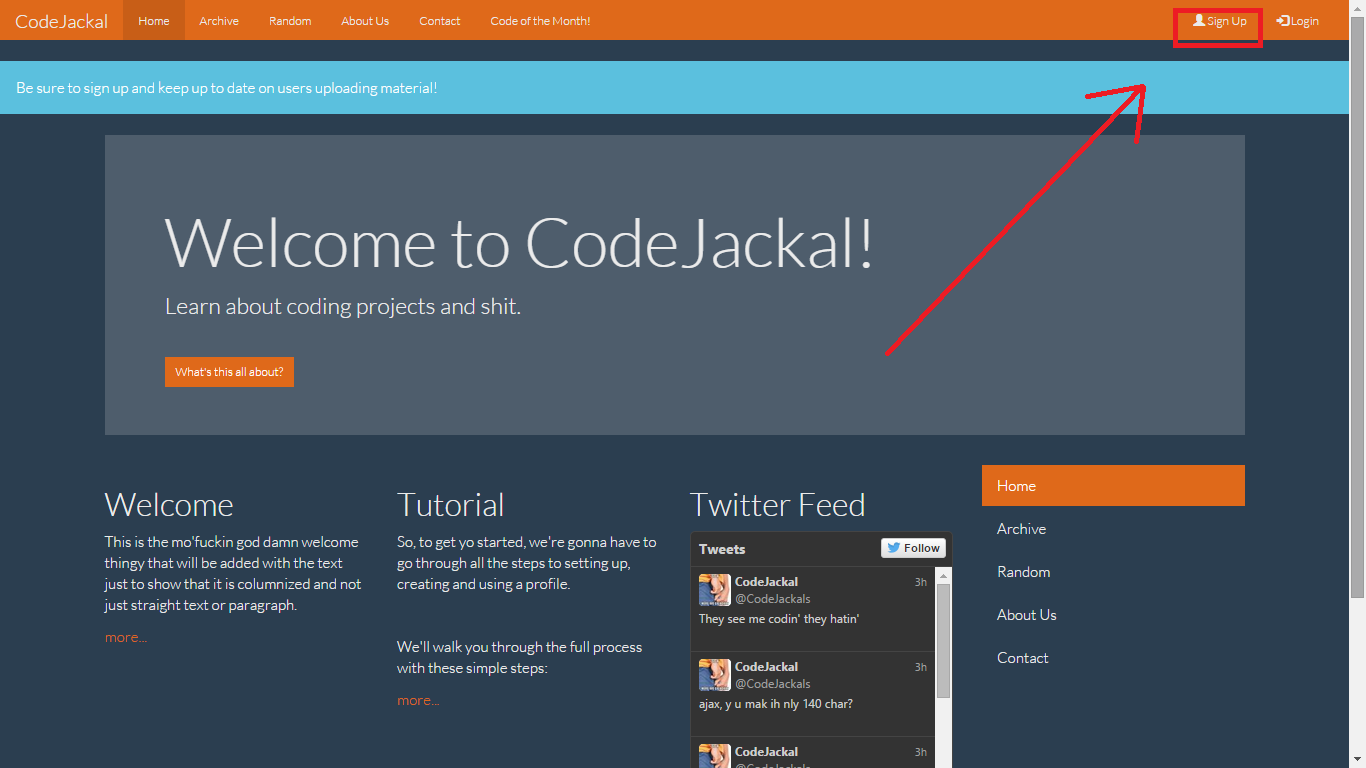 CodeJackal Home Archive Random About Us Contact Code of the Month! Sign Up Login
Be sure to sign up and keep up to date on users uploading material!
Welcome to CodeJackal!
Learn about coding projects and shit.
What's this all about?
Welcome
This is the mo'fuckin god damn welcome
thingy that will be added with the text
just to show that it is columnized and not
just straight text or paragraph.
more...
Tutorial
So, to get yo started, we're gonna have to
go through all the steps to setting up,
creating and using a profile.
We'll walk you through the full process
with these simple steps:
more...
Twitter Feed
Tweets Follow
CodeJackal 3h
@CodeJackals
They see me codin' they hatin'
CodeJackal 3h
@CodeJackals
ajax, y u mak ih nly 140 char?
CodeJackal 3h
@CodeJackals
Home
Archive
Random
About Us
Contact